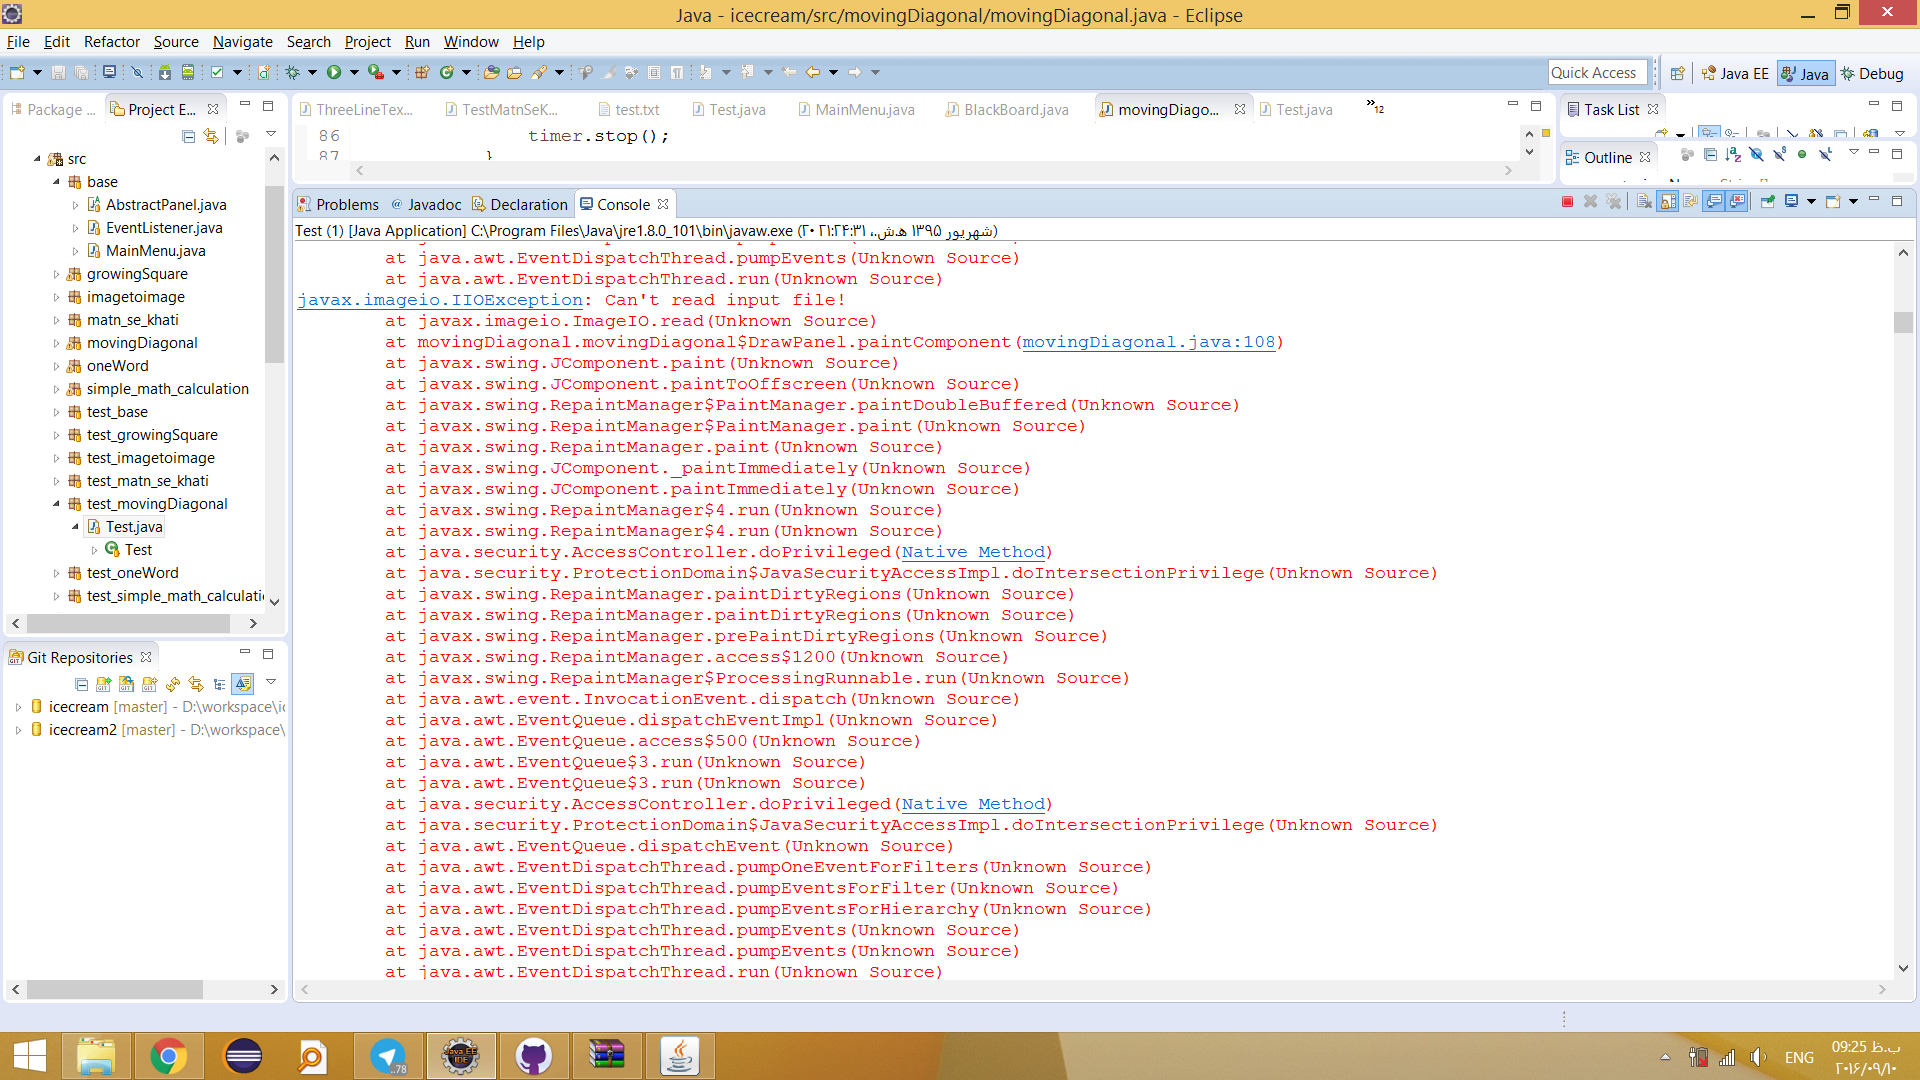 Java - icecream/src/movingDiagonal/movingDiagonal.java - Eclipse
File Edit Refactor Source Navigate Search Project Run Window Help
Quick Access
Java EE
Java
Debug
Package ...
Project E...
src
base
AbstractPanel.java
EventListener.java
MainMenu.java
growingSquare
imagetoimage
matn_se_khati
movingDiagonal
oneWord
simple_math_calculation
test_base
test_growingSquare
test_imagetoimage
test_matn_se_khati
test_movingDiagonal
Test.java
Test
test_oneWord
test_simple_math_calculati
Git Repositories
icecream [master] - D:\workspace\ic
icecream2 [master] - D:\workspace\
ThreeLineTex...
TestMatnSeK...
test.txt
Test.java
MainMenu.java
BlackBoard.java
movingDiago...
Test.java
»12
86 timer.stop();
87 }
Task List
Outline
Problems
@ Javadoc
Declaration
Console
Test (1) [Java Application] C:\Program Files\Java\jre1.8.0_101\bin\javaw.exe (۲۰ شهریور ۱۳۹۵ ه‍.ش.،‏ ۲۱:۲۴:۳۱)
at java.awt.EventDispatchThread.pumpEvents(Unknown Source)
at java.awt.EventDispatchThread.run(Unknown Source)
javax.imageio.IIOException: Can't read input file!
at javax.imageio.ImageIO.read(Unknown Source)
at movingDiagonal.movingDiagonal$DrawPanel.paintComponent(movingDiagonal.java:108)
at javax.swing.JComponent.paint(Unknown Source)
at javax.swing.JComponent.paintToOffscreen(Unknown Source)
at javax.swing.RepaintManager$PaintManager.paintDoubleBuffered(Unknown Source)
at javax.swing.RepaintManager$PaintManager.paint(Unknown Source)
at javax.swing.RepaintManager.paint(Unknown Source)
at javax.swing.JComponent._paintImmediately(Unknown Source)
at javax.swing.JComponent.paintImmediately(Unknown Source)
at javax.swing.RepaintManager$4.run(Unknown Source)
at javax.swing.RepaintManager$4.run(Unknown Source)
at java.security.AccessController.doPrivileged(Native Method)
at java.security.ProtectionDomain$JavaSecurityAccessImpl.doIntersectionPrivilege(Unknown Source)
at javax.swing.RepaintManager.paintDirtyRegions(Unknown Source)
at javax.swing.RepaintManager.paintDirtyRegions(Unknown Source)
at javax.swing.RepaintManager.prePaintDirtyRegions(Unknown Source)
at javax.swing.RepaintManager.access$1200(Unknown Source)
at javax.swing.RepaintManager$ProcessingRunnable.run(Unknown Source)
at java.awt.event.InvocationEvent.dispatch(Unknown Source)
at java.awt.EventQueue.dispatchEventImpl(Unknown Source)
at java.awt.EventQueue.access$500(Unknown Source)
at java.awt.EventQueue$3.run(Unknown Source)
at java.awt.EventQueue$3.run(Unknown Source)
at java.security.AccessController.doPrivileged(Native Method)
at java.security.ProtectionDomain$JavaSecurityAccessImpl.doIntersectionPrivilege(Unknown Source)
at java.awt.EventQueue.dispatchEvent(Unknown Source)
at java.awt.EventDispatchThread.pumpOneEventForFilters(Unknown Source)
at java.awt.EventDispatchThread.pumpEventsForFilter(Unknown Source)
at java.awt.EventDispatchThread.pumpEventsForHierarchy(Unknown Source)
at java.awt.EventDispatchThread.pumpEvents(Unknown Source)
at java.awt.EventDispatchThread.pumpEvents(Unknown Source)
at java.awt.EventDispatchThread.run(Unknown Source)
..78
Java EE
IDE
ENG
09:25 ب.ظ
۲۰۱۶/۰۹/۱۰